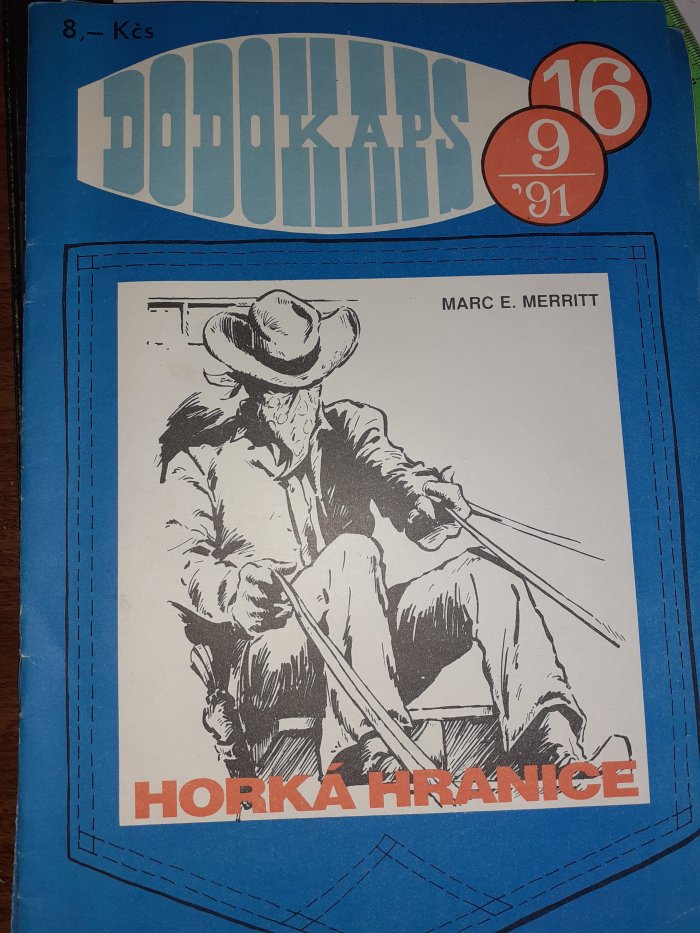 8,– Kčs
DODOKAPS
16
9
'91
MARC E. MERRITT
HORKÁ HRANICE